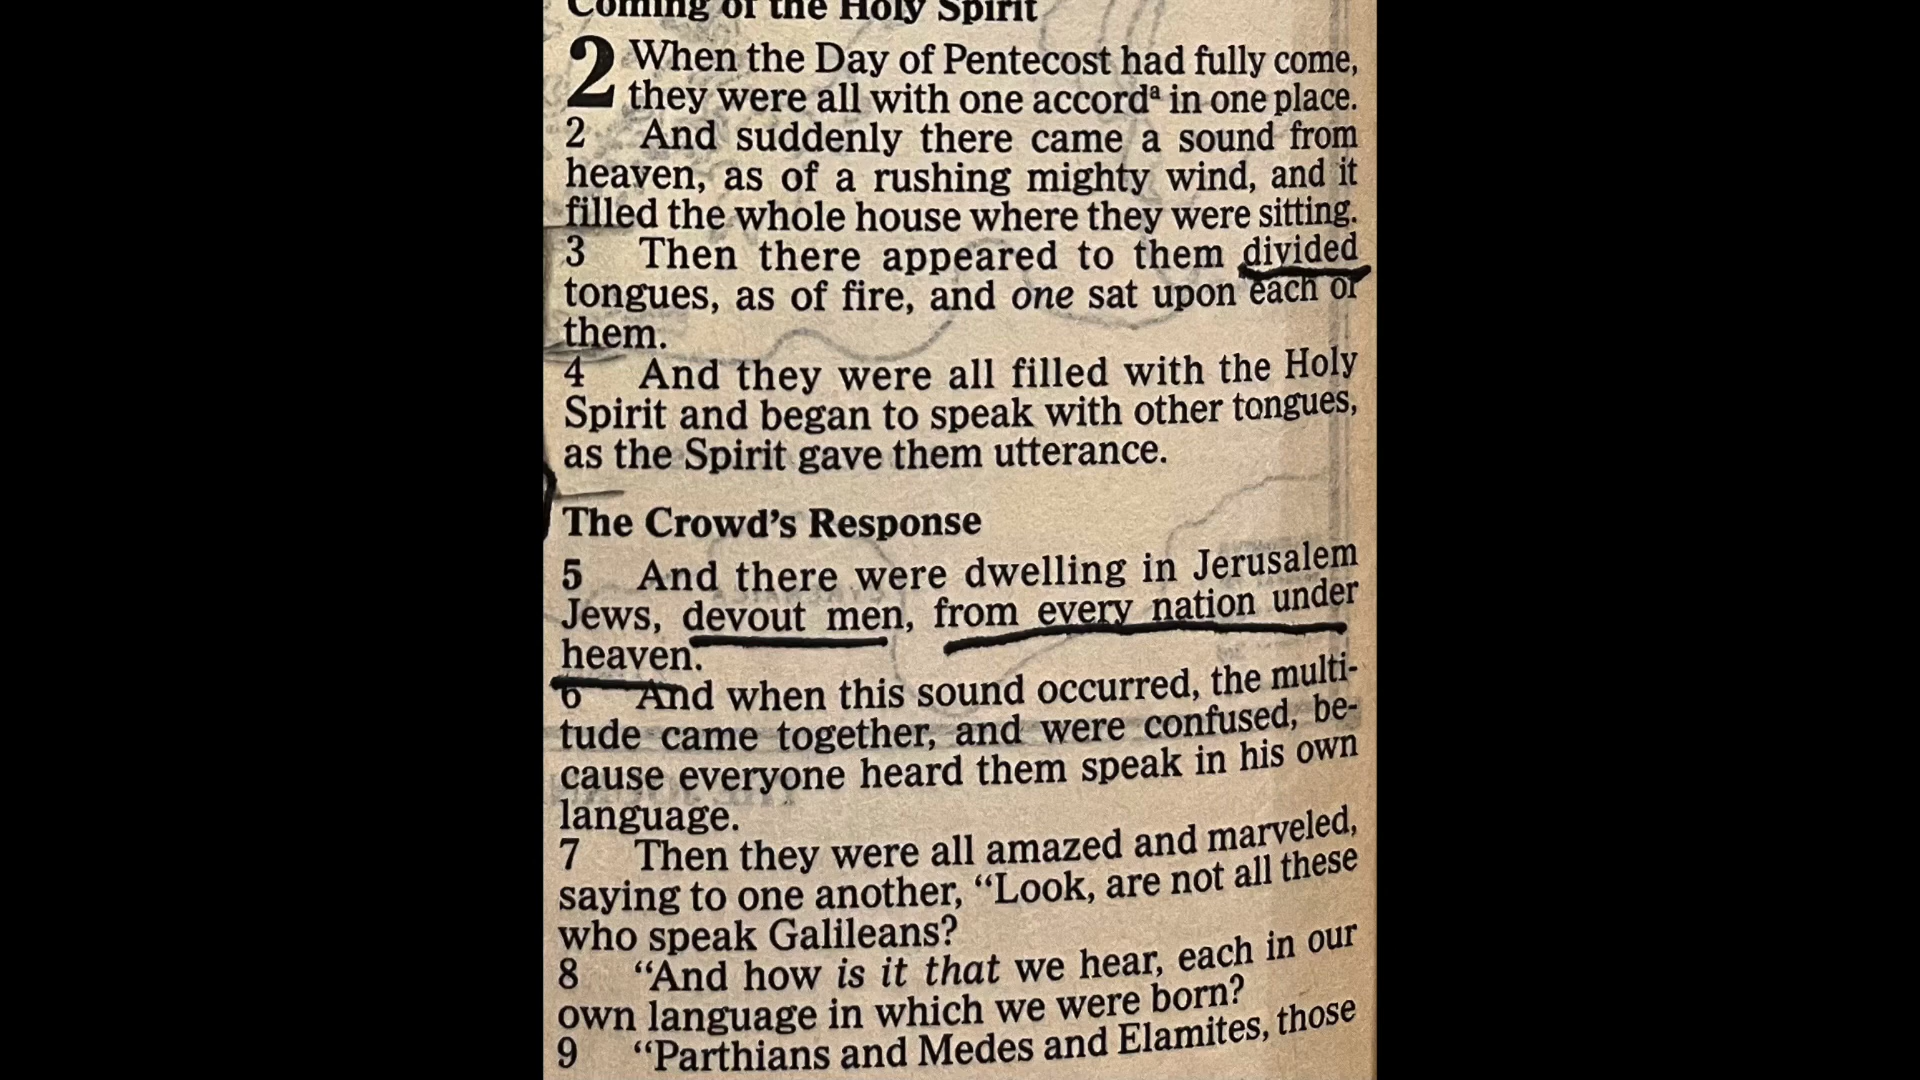 Coming of the Holy Spirit
2 When the Day of Pentecost had fully come,
they were all with one accordª in one place.
2 And suddenly there came a sound from
heaven, as of a rushing mighty wind, and it
filled the whole house where they were sitting.
3 Then there appeared to them divided
tongues, as of fire, and one sat upon each of
them.
4 And they were all filled with the Holy
Spirit and began to speak with other tongues,
as the Spirit gave them utterance.
The Crowd's Response
5 And there were dwelling in Jerusalem
Jews, devout men, from every nation under
heaven.
6 And when this sound occurred, the multi-
tude came together, and were confused, be-
cause everyone heard them speak in his own
language.
7 Then they were all amazed and marveled,
saying to one another, “Look, are not all these
who speak Galileans?
8 “And how is it that we hear, each in our
own language in which we were born?
9 “Parthians and Medes and Elamites, those